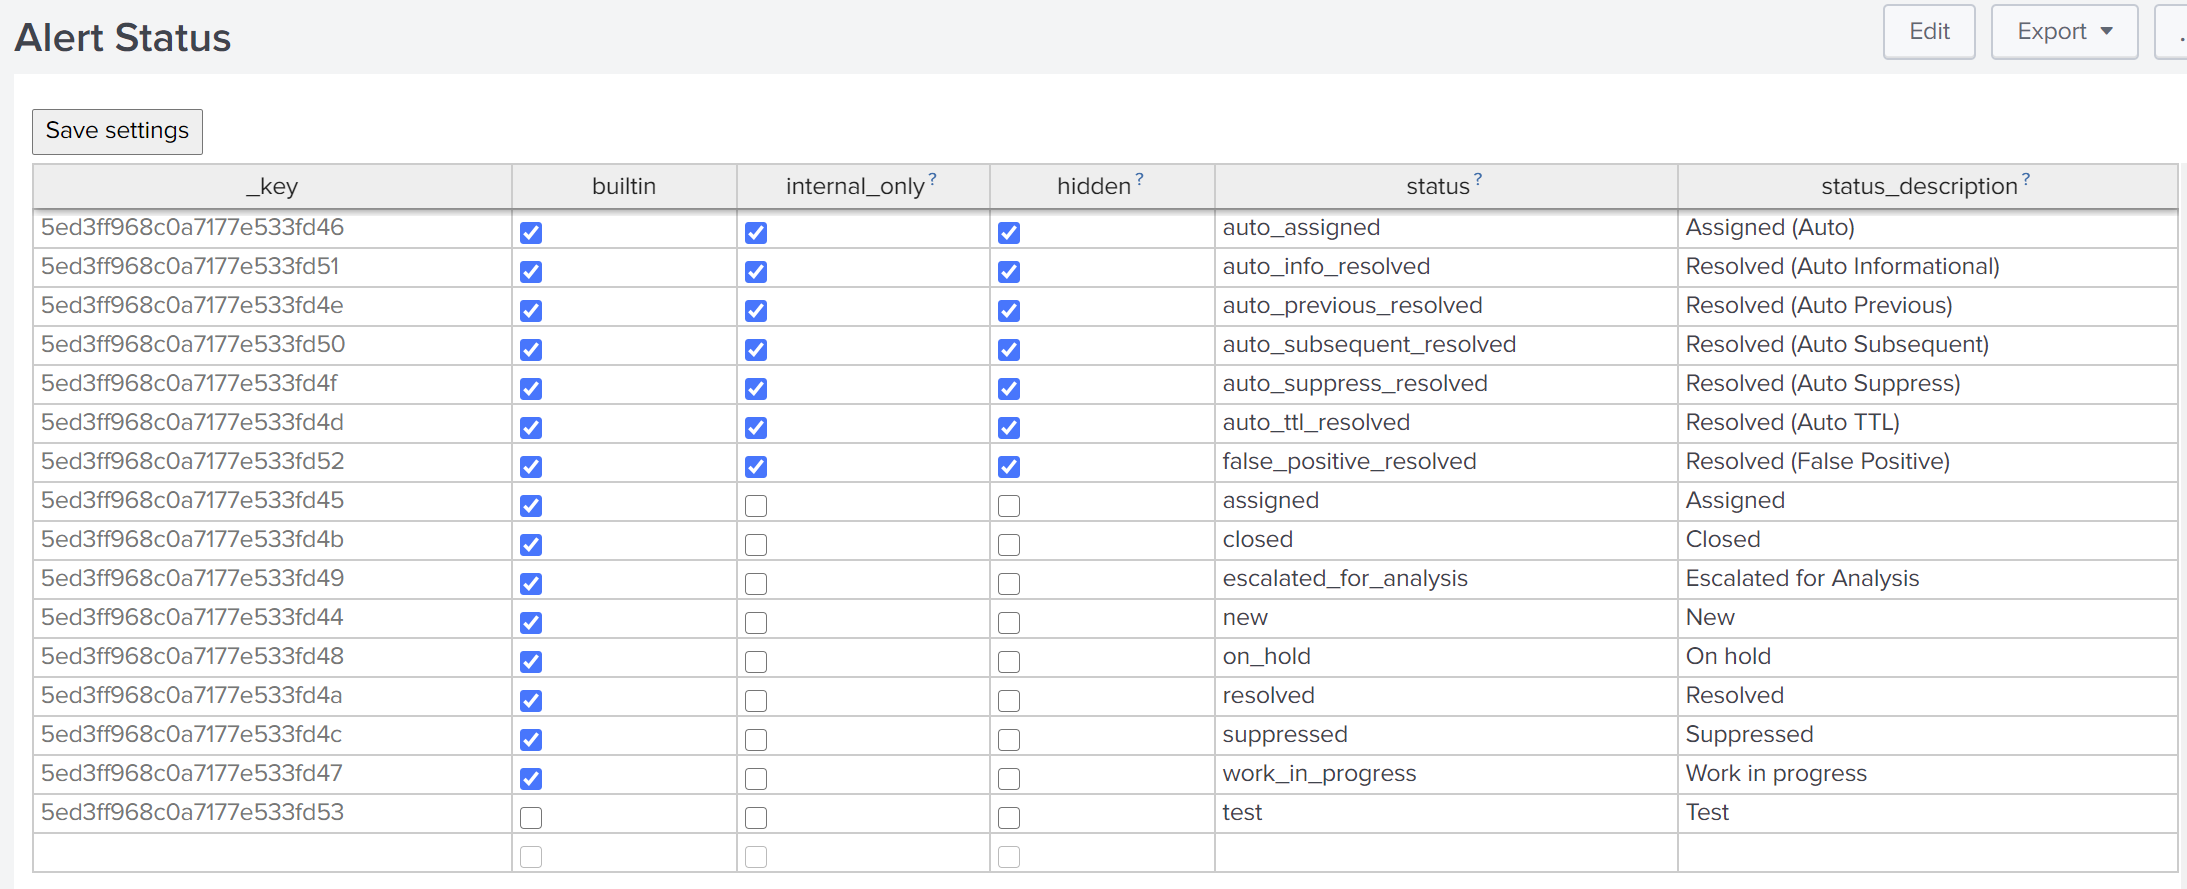 Alert Status
Edit
Export
Save settings
_key builtin internal_only? hidden? status? status_description?
5ed3ff968c0a7177e533fd46 auto_assigned Assigned (Auto)
5ed3ff968c0a7177e533fd51 auto_info_resolved Resolved (Auto Informational)
5ed3ff968c0a7177e533fd4e auto_previous_resolved Resolved (Auto Previous)
5ed3ff968c0a7177e533fd50 auto_subsequent_resolved Resolved (Auto Subsequent)
5ed3ff968c0a7177e533fd4f auto_suppress_resolved Resolved (Auto Suppress)
5ed3ff968c0a7177e533fd4d auto_ttl_resolved Resolved (Auto TTL)
5ed3ff968c0a7177e533fd52 false_positive_resolved Resolved (False Positive)
5ed3ff968c0a7177e533fd45 assigned Assigned
5ed3ff968c0a7177e533fd4b closed Closed
5ed3ff968c0a7177e533fd49 escalated_for_analysis Escalated for Analysis
5ed3ff968c0a7177e533fd44 new New
5ed3ff968c0a7177e533fd48 on_hold On hold
5ed3ff968c0a7177e533fd4a resolved Resolved
5ed3ff968c0a7177e533fd4c suppressed Suppressed
5ed3ff968c0a7177e533fd47 work_in_progress Work in progress
5ed3ff968c0a7177e533fd53 test Test